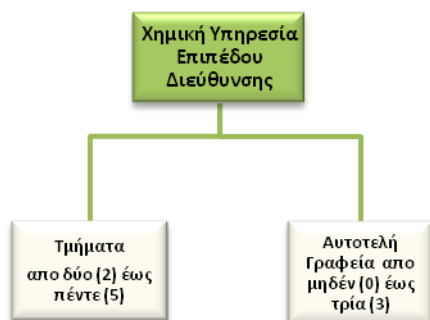 Χημική Υπηρεσία
Επιπέδου
Διεύθυνσης
Τμήματα
απο δύο (2) έως
πέντε (5)
Αυτοτελή
Γραφεία απο
μηδέν (0) έως
τρία (3)